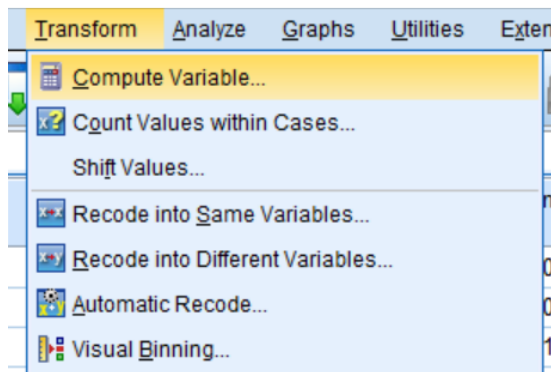 Transform Analyze Graphs Utilities Exten
Compute Variable...
Count Values within Cases...
Shift Values...
Recode into Same Variables...
Recode into Different Variables...
Automatic Recode...
Visual Binning...